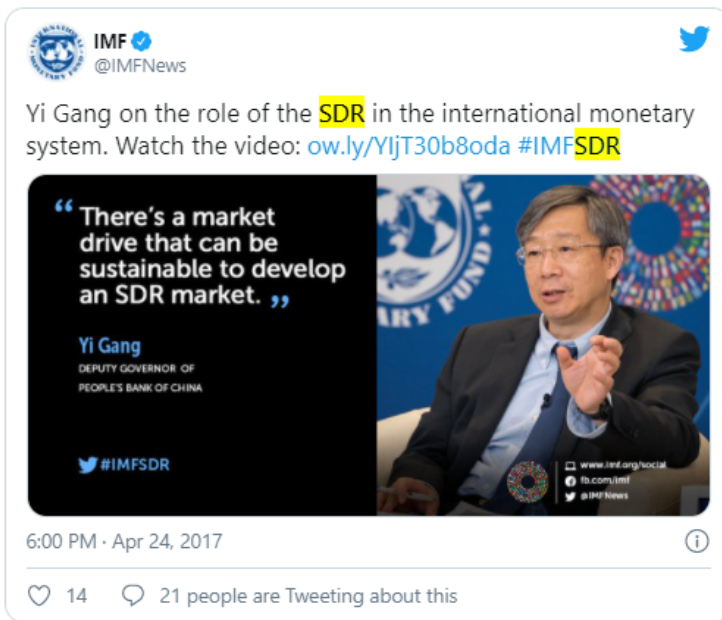 IMF
@IMFNews
Yi Gang on the role of the SDR in the international monetary
system. Watch the video: ow.ly/YIjT30b8oda #IMFSDR
“ There’s a market
drive that can be
sustainable to develop
an SDR market. ”
Yi Gang
DEPUTY GOVERNOR OF
PEOPLE'S BANK OF CHINA
#IMFSDR
ARY FUND
www.imf.org/social
fb.com/imf
@IMFNews
6:00 PM · Apr 24, 2017
14
21 people are Tweeting about this